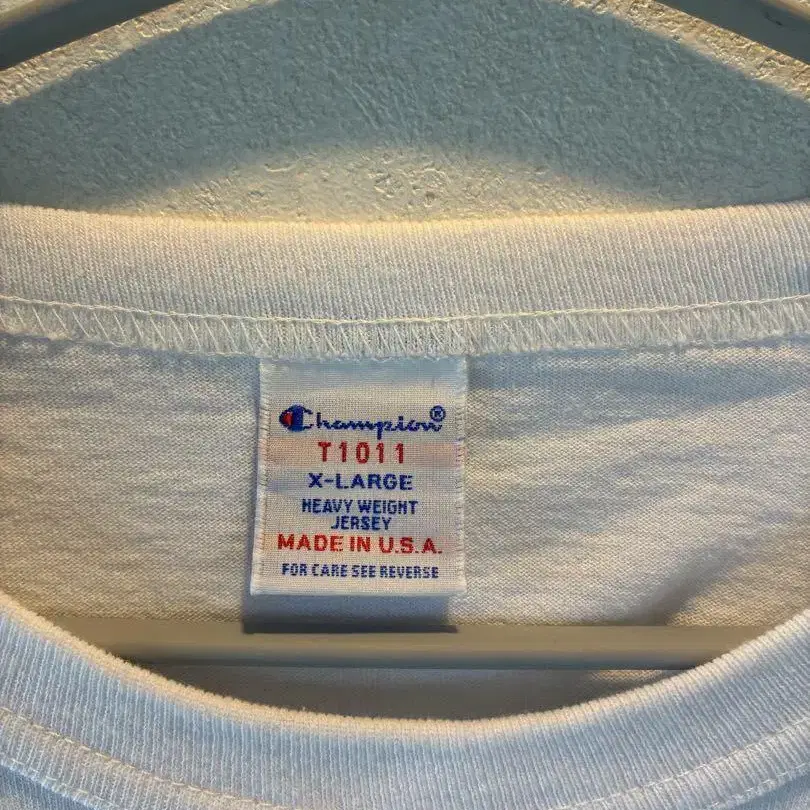 Champion®
T1011
X-LARGE
HEAVY WEIGHT
JERSEY
MADE IN U.S.A.
FOR CARE SEE REVERSE